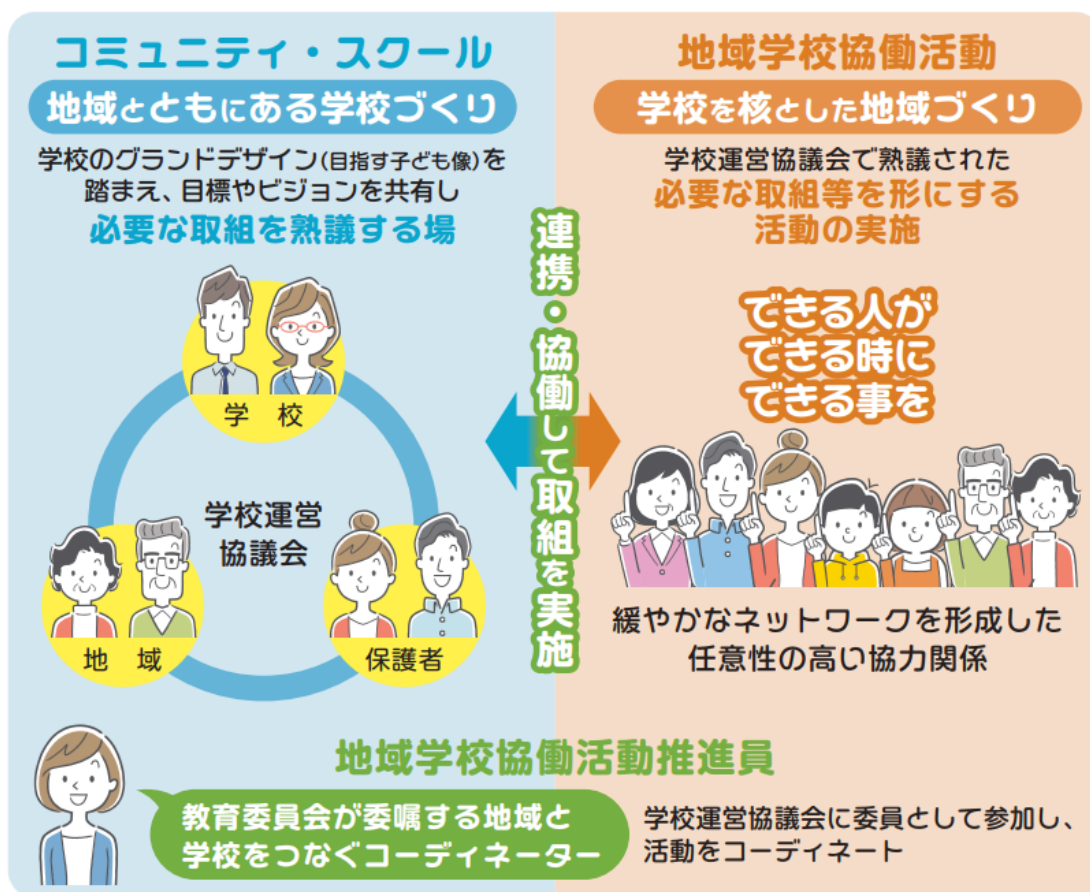 コミュニティ・スクール
地域とともにある学校づくり
学校のグランドデザイン(目指す子ども像)を
踏まえ、目標やビジョンを共有し
必要な取組を熟議する場
学校
学校運営
協議会
地域
保護者
連携・協働して取組を実施
地域学校協働活動
学校を核とした地域づくり
学校運営協議会で熟議された
必要な取組等を形にする
活動の実施
できる人が
できる時に
できる事を
緩やかなネットワークを形成した
任意性の高い協力関係
地域学校協働活動推進員
教育委員会が委嘱する地域と
学校をつなぐコーディネーター
学校運営協議会に委員として参加し、
活動をコーディネート